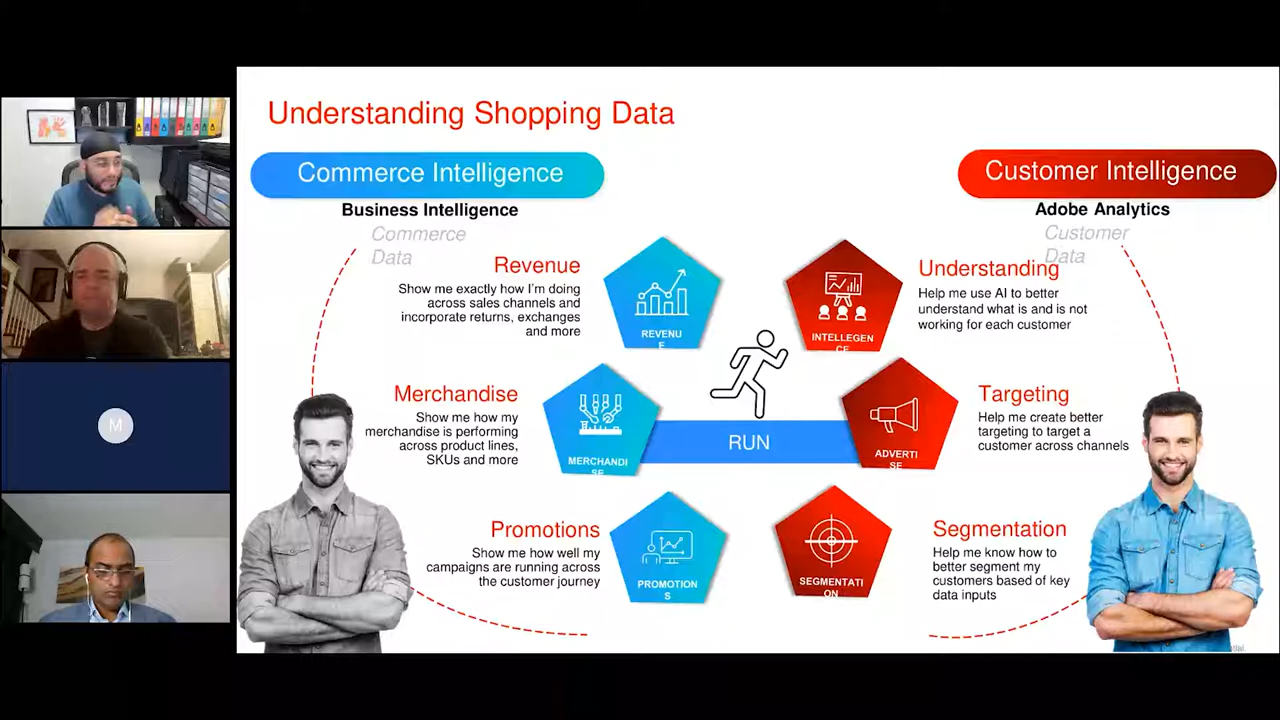 Understanding Shopping Data
Commerce Intelligence
Business Intelligence
Commerce
Data
Revenue
Show me exactly how I'm doing
across sales channels and
incorporate returns, exchanges
and more
REVENU
E
Merchandise
Show me how my
merchandise is performing
across product lines,
SKUs and more
MERCHANDI
SE
Promotions
Show me how well my
campaigns are running across
the customer journey
PROMOTION
S
RUN
Customer Intelligence
Adobe Analytics
Customer
Data
INTELLEGEN
CE
Understanding
Help me use AI to better
understand what is and is not
working for each customer
ADVERTI
SE
Targeting
Help me create better
targeting to target a
customer across channels
SEGMENTATI
ON
Segmentation
Help me know how to
better segment my
customers based of key
data inputs
M